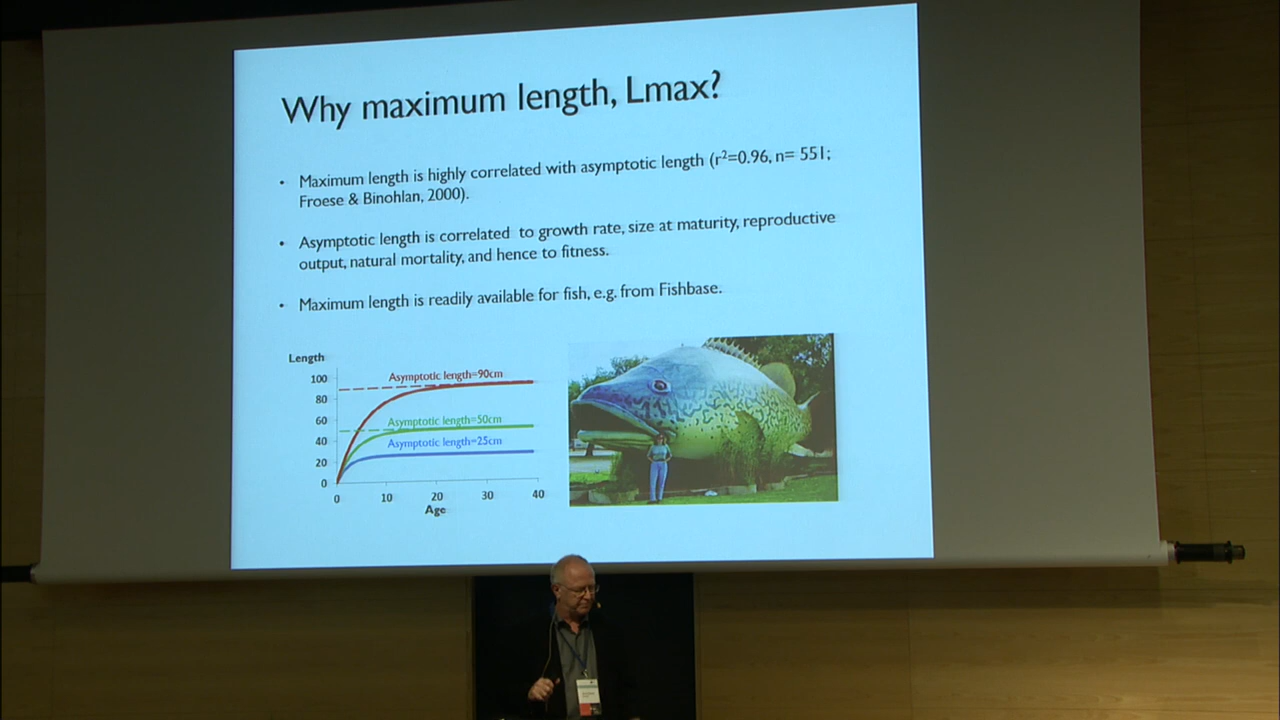 Why maximum length, Lmax?
• Maximum length is highly correlated with asymptotic length (r²=0.96, n= 551;
Froese & Binohlan, 2000).
• Asymptotic length is correlated to growth rate, size at maturity, reproductive
output, natural mortality, and hence to fitness.
• Maximum length is readily available for fish, e.g. from Fishbase.
Length
100
80
60
40
20
0
Asymptotic length=90cm
Asymptotic length=50cm
Asymptotic length=25cm
0 10 20 30 40
Age